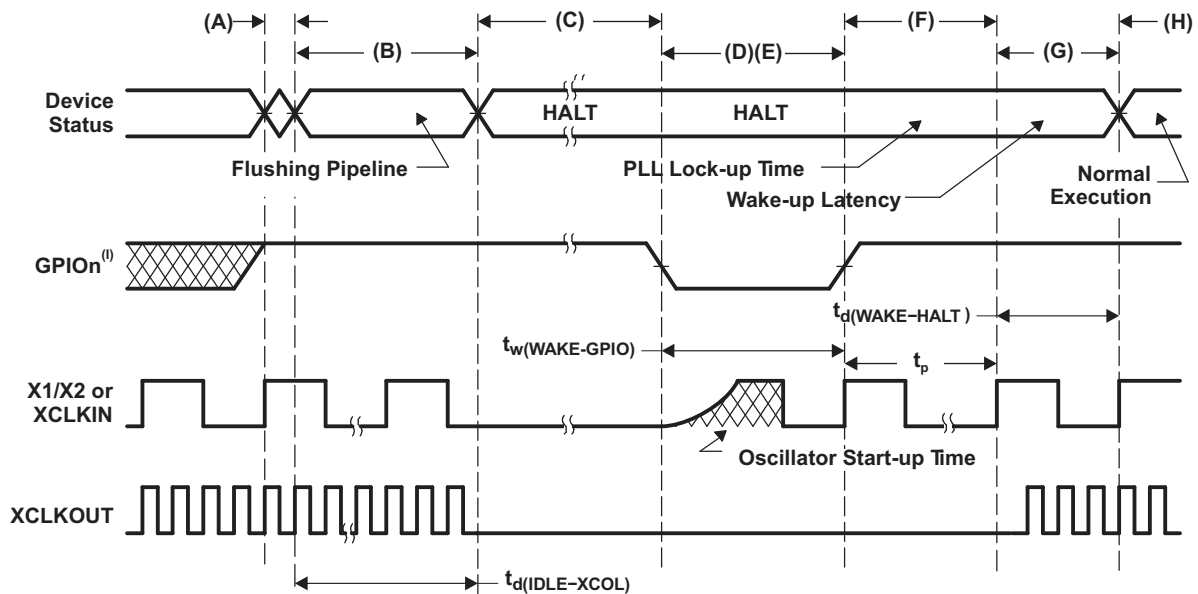 (A)
(B)
(C)
(D)(E)
(F)
(G)
(H)
Device
Status
HALT
HALT
Flushing Pipeline
PLL Lock-up Time
Wake-up Latency
Normal
Execution
GPIOn(I)
td(WAKE−HALT)
tw(WAKE-GPIO)
tp
X1/X2 or
XCLKIN
Oscillator Start-up Time
XCLKOUT
td(IDLE−XCOL)